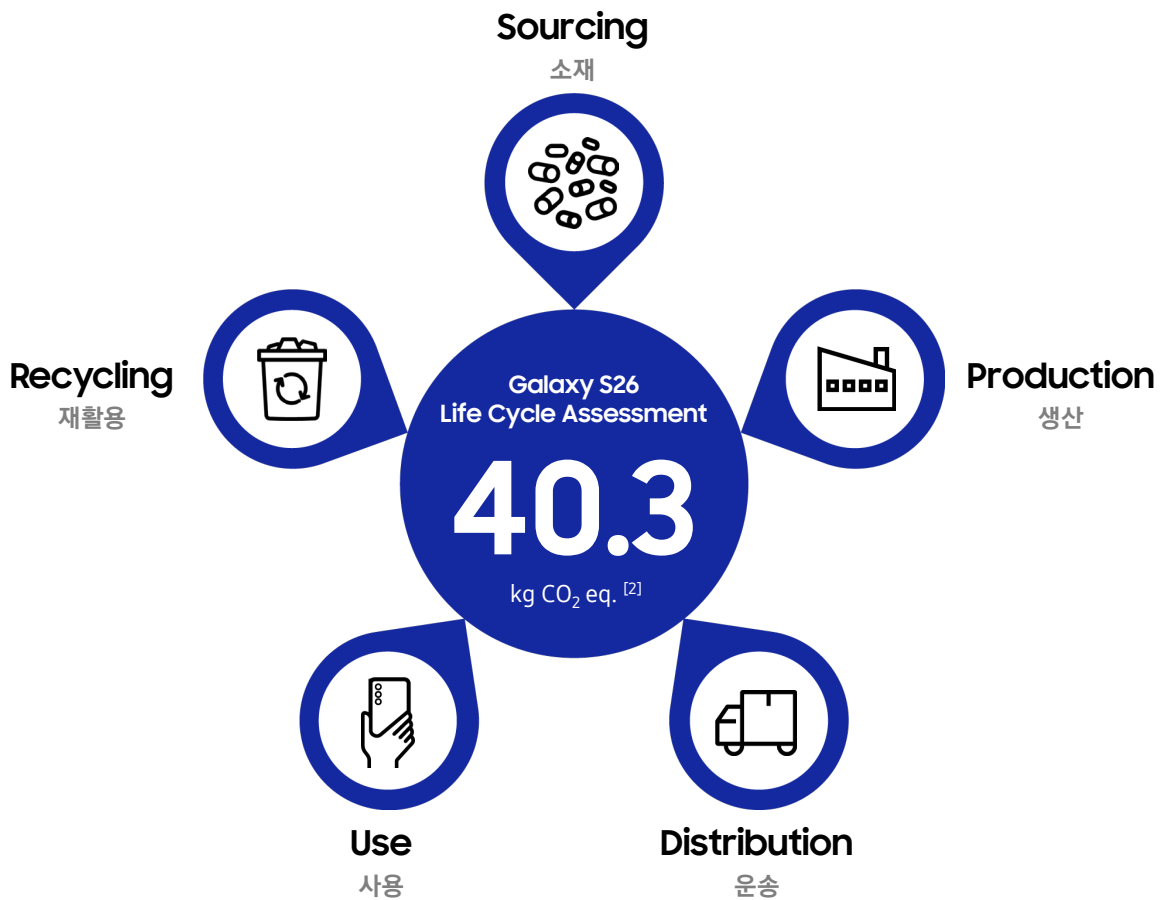 Sourcing
소재
Recycling
재활용
Galaxy S26
Life Cycle Assessment
40.3
kg CO₂ eq. [2]
Production
생산
Use
사용
Distribution
운송